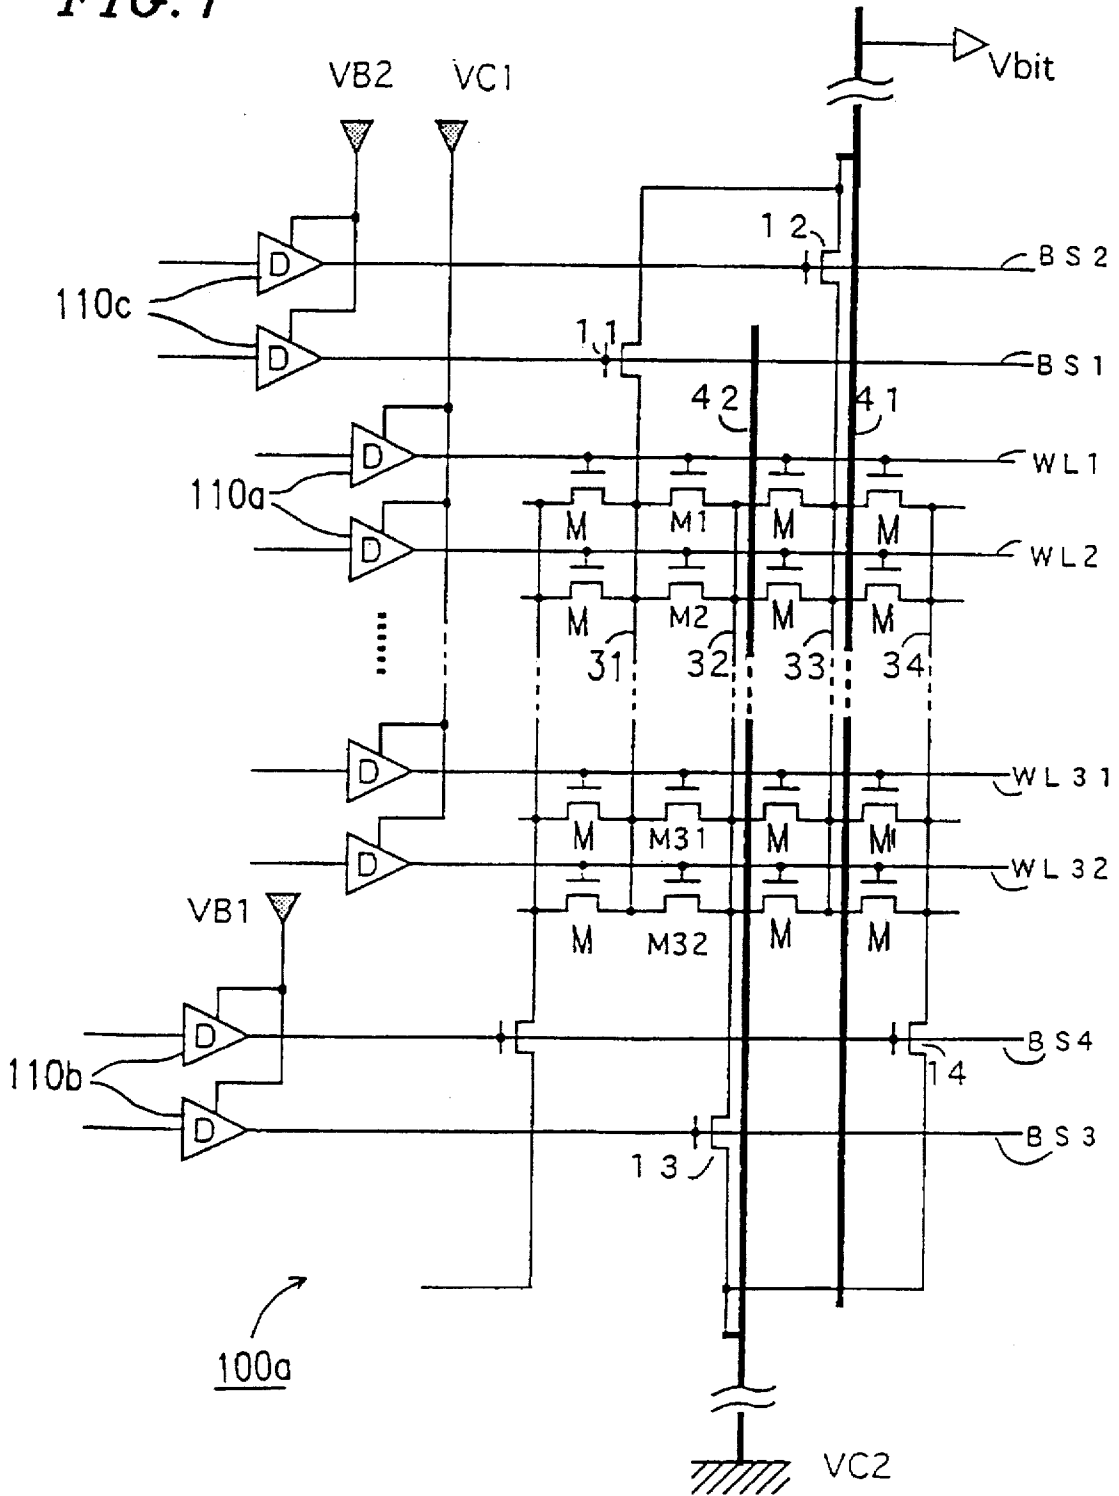 FIG. 7
VB2 VC1 Vbit
12
D BS2
110c
11
D BS1
42 41
D WL1
110a
M M1 M M
D WL2
M M2 M M
31 32 33 34
D WL31
M M31 M M
D WL32
VB1
M M32 M M
D BS4
110b 14
D BS3
13
100a
VC2